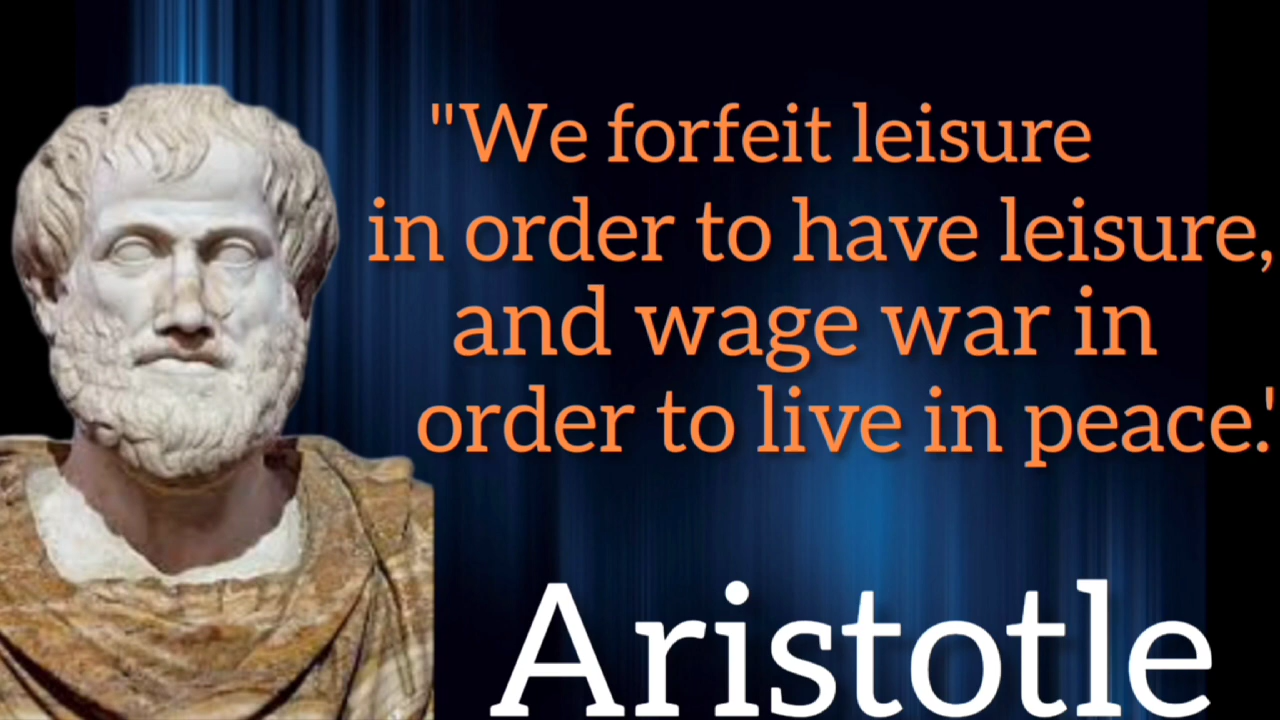 "We forfeit leisure
in order to have leisure,
and wage war in
order to live in peace.'
Aristotle